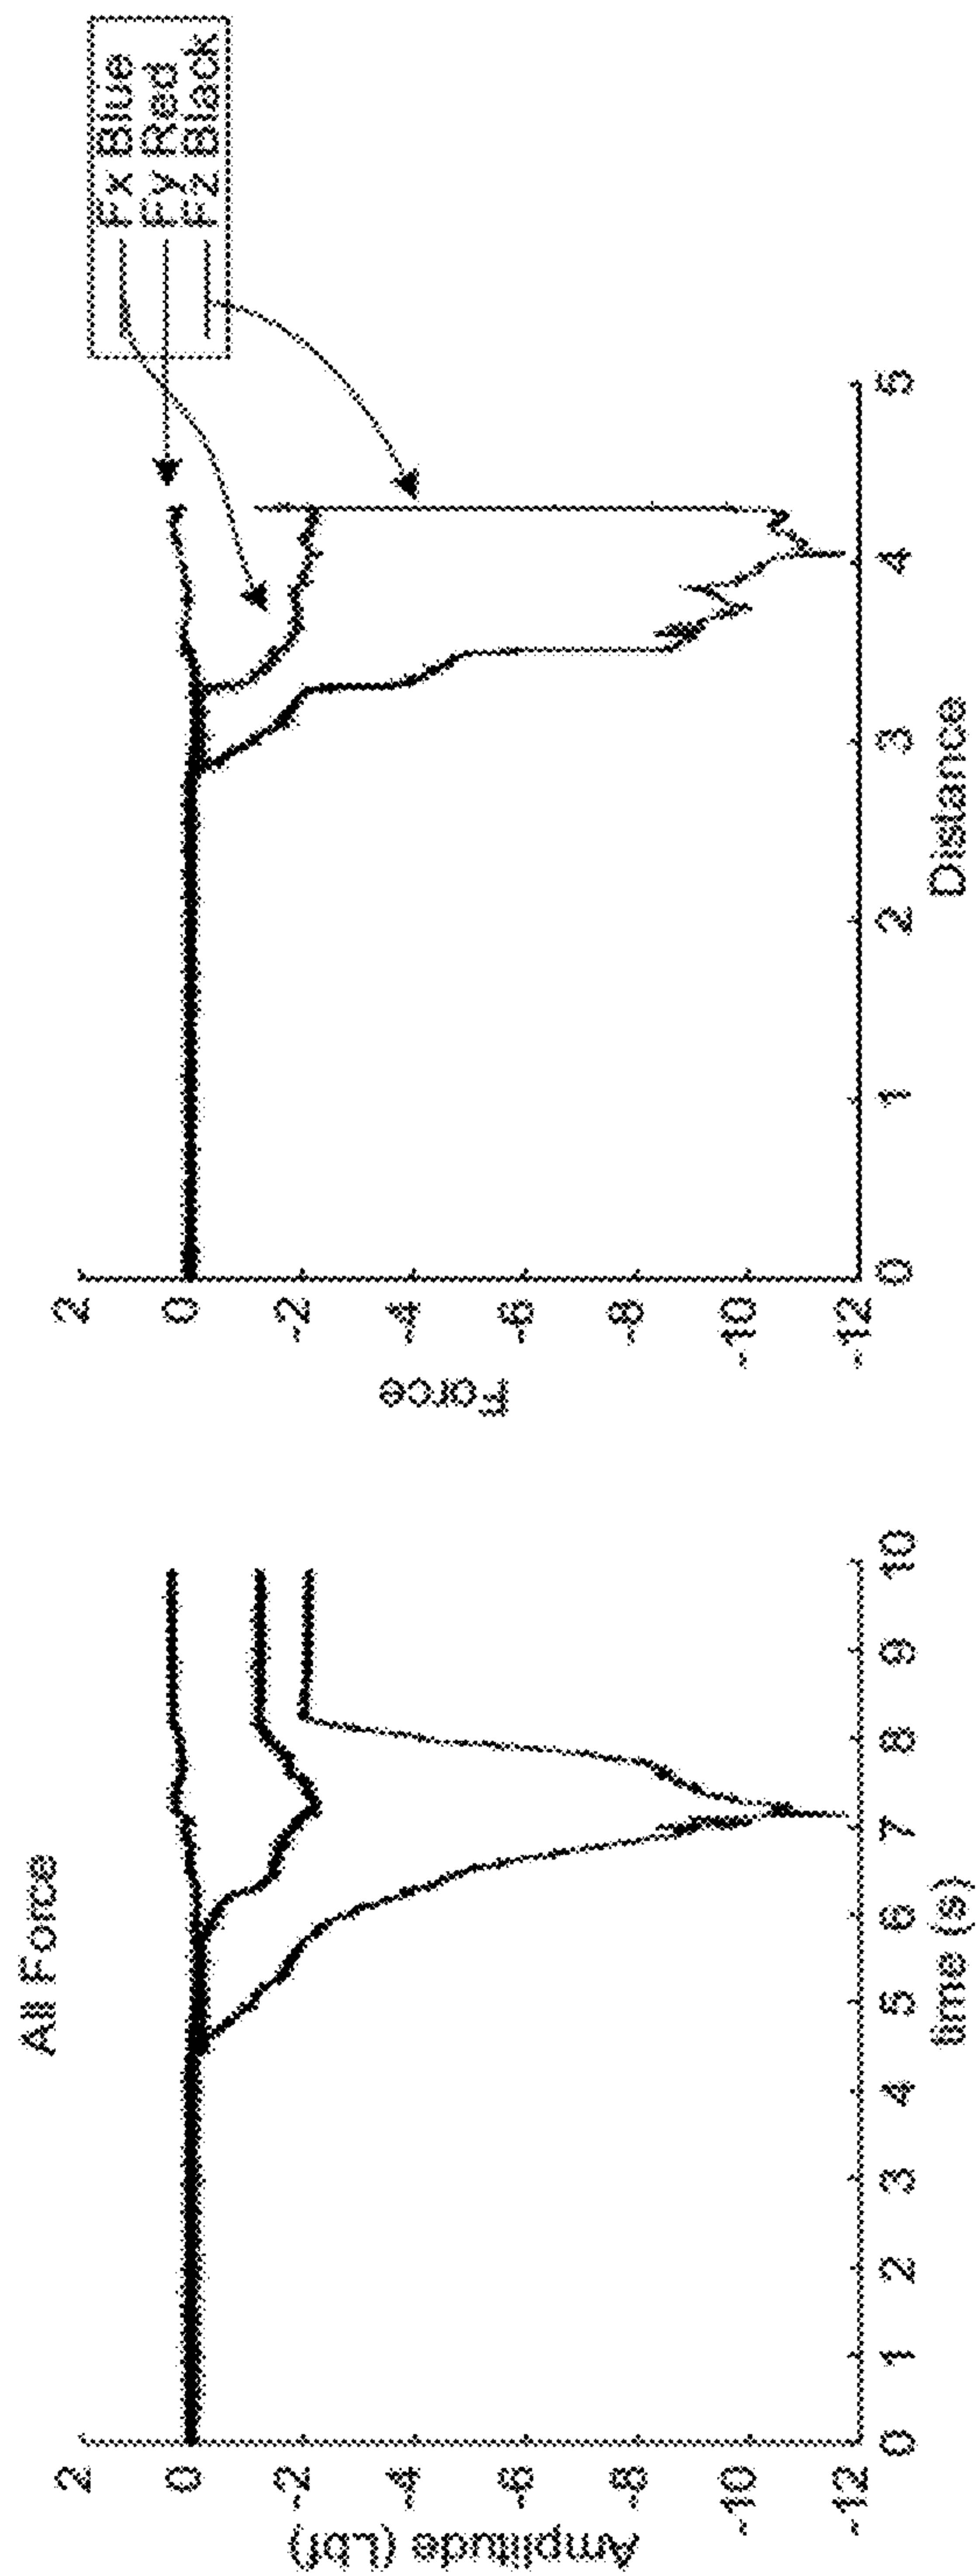 All Force
Amplitude (Lbf)
2
0
-2
-4
-6
-8
-10
-12
0 1 2 3 4 5 6 7 8 9 10
time (s)
Force
2
0
-2
-4
-6
-8
-10
-12
0 1 2 3 4 5
Distance
Fx Blue
Fy Red
Fz Black